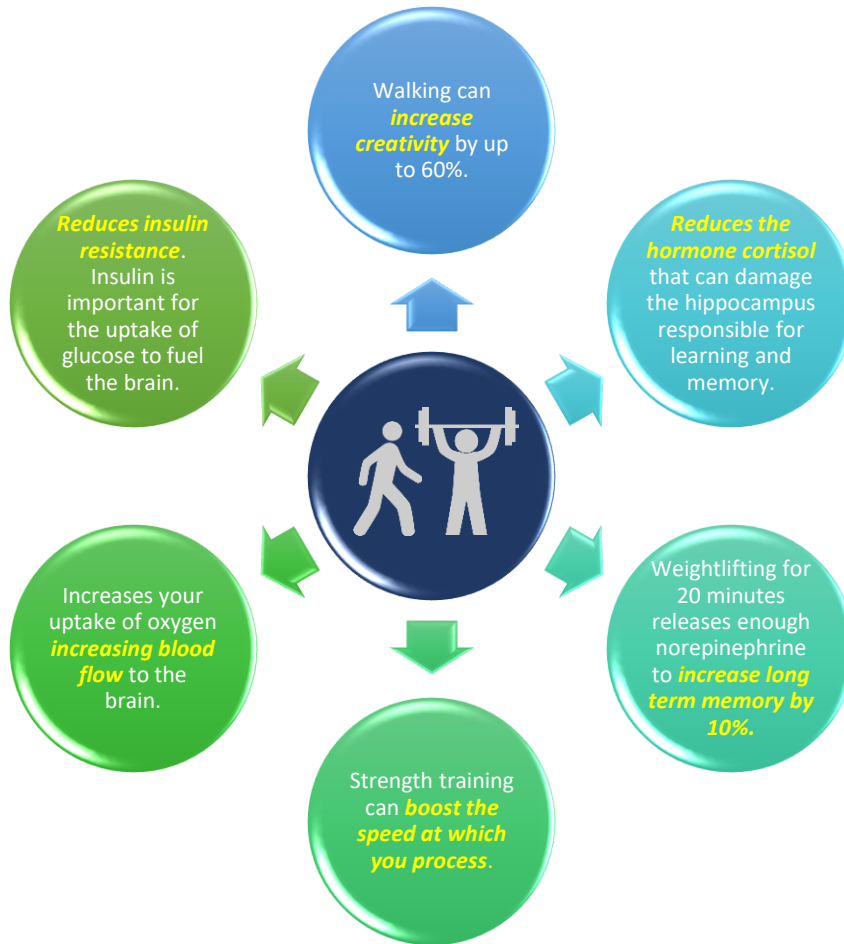 Walking can
increase
creativity by up
to 60%.
Reduces the
hormone cortisol
that can damage
the hippocampus
responsible for
learning and
memory.
Weightlifting for
20 minutes
releases enough
norepinephrine
to increase long
term memory by
10%.
Strength training
can boost the
speed at which
you process.
Increases your
uptake of oxygen
increasing blood
flow to the
brain.
Reduces insulin
resistance.
Insulin is
important for
the uptake of
glucose to fuel
the brain.